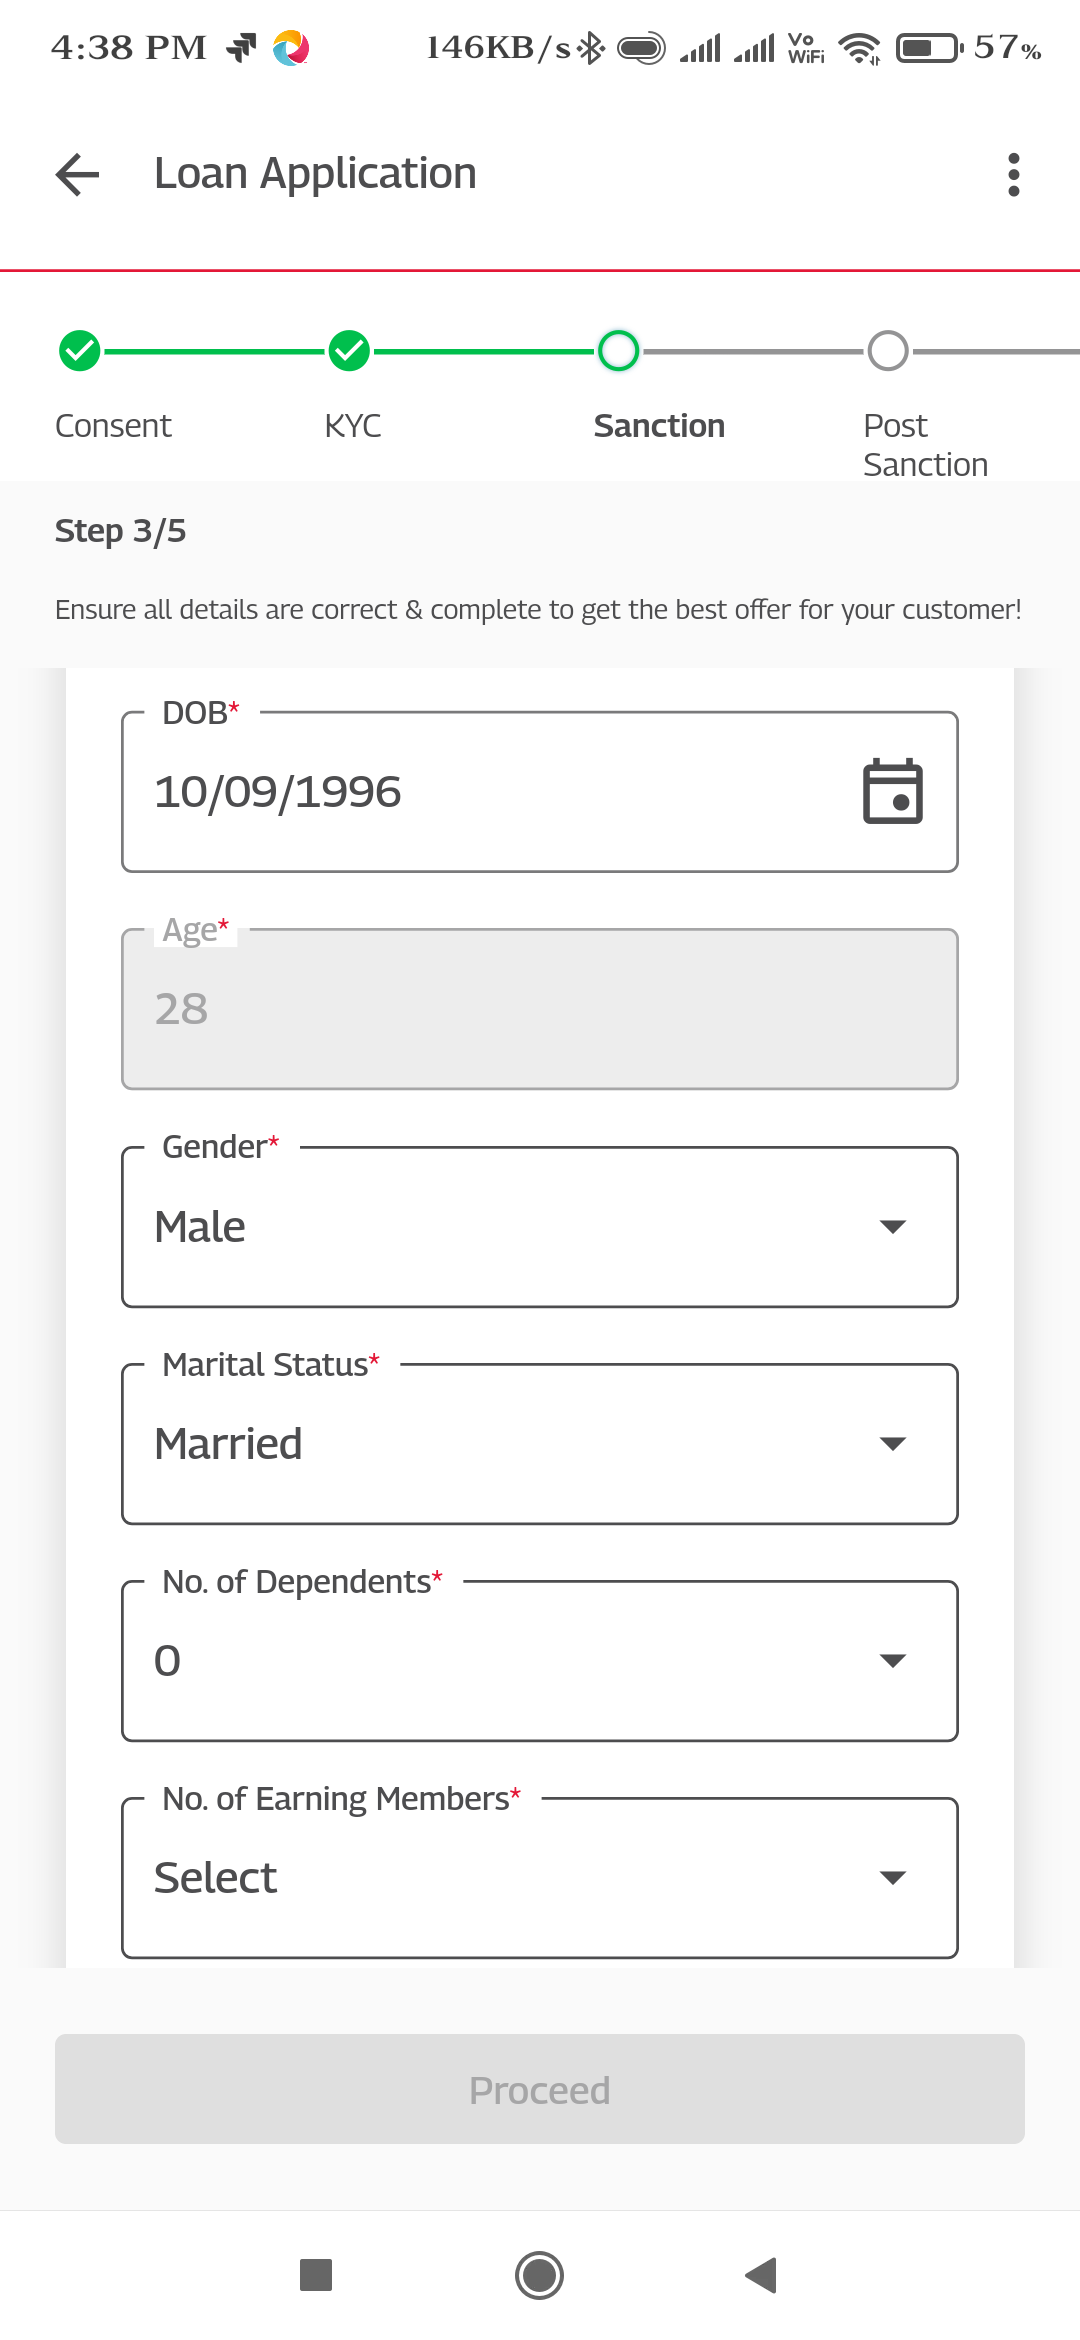 4:38 PM 146KB/s Vo WiFi 57%
Loan Application
Consent KYC Sanction Post Sanction
Step 3/5
Ensure all details are correct & complete to get the best offer for your customer!
DOB*
10/09/1996
Age*
28
Gender*
Male
Marital Status*
Married
No. of Dependents*
0
No. of Earning Members*
Select
Proceed